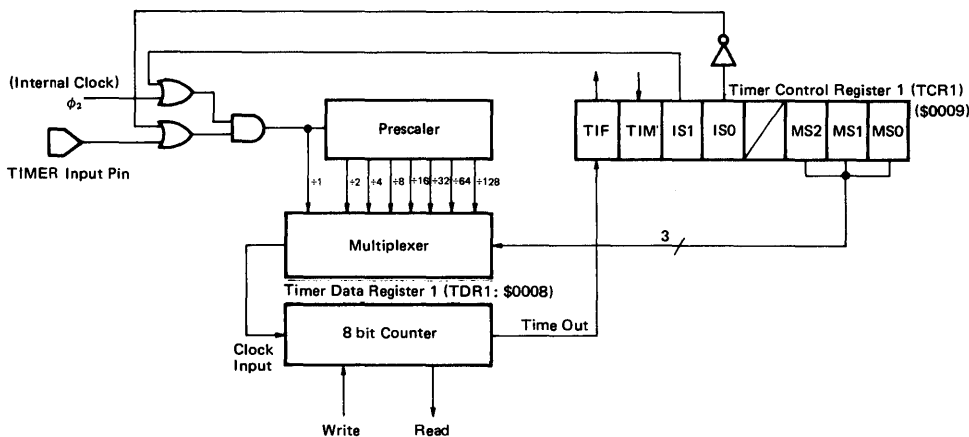 (Internal Clock)
φ₂
TIMER Input Pin
Prescaler
÷1
÷2
÷4
÷8
÷16
÷32
÷64
÷128
Multiplexer
3
Timer Control Register 1 (TCR1)
($0009)
TIF
TIM
IS1
IS0
MS2
MS1
MS0
Timer Data Register 1 (TDR1: $0008)
8 bit Counter
Time Out
Clock
Input
Write
Read